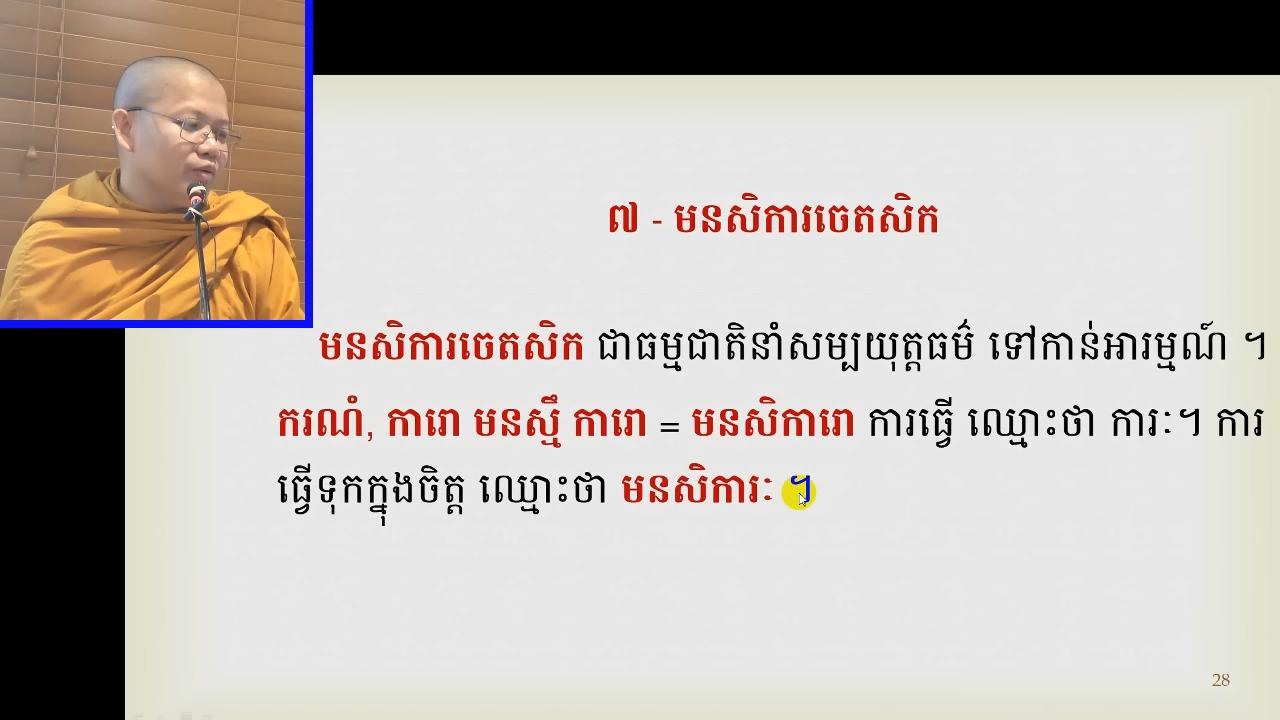 ៧ - មនសិការចេតសិក
មនសិការចេតសិក ជាធម្មជាតិនាំសម្បយុត្តធម៌ ទៅកាន់អារម្មណ៍ ។
ករណំ, ការោ មនស្មឹ ការោ = មនសិការោ ការធ្វើ ឈ្មោះថា ការៈ។ ការ
ធ្វើទុកក្នុងចិត្ត ឈ្មោះថា មនសិការៈ ។
28